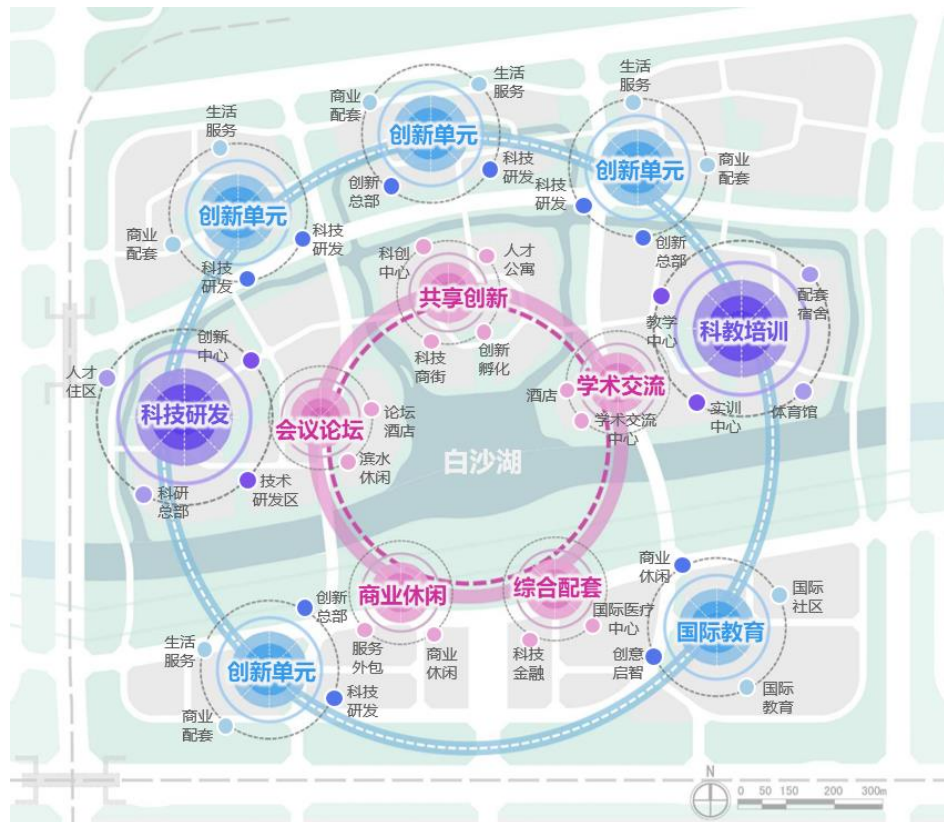 生活
服务
商业
配套
创新单元
科技
研发
科技
研发
商业
配套
生活
服务
创新单元
创新
总部
科技
研发
生活
服务
创新单元
商业
配套
科技
研发
创新
总部
科创
中心
人才
公寓
共享创新
科技
商街
创新
孵化
教学
中心
配套
宿舍
科教培训
实训
中心
体育馆
创新
中心
人才
住区
科技研发
科研
总部
技术
研发区
会议论坛
论坛
酒店
滨水
休闲
学术交流
酒店
学术交流
中心
白沙湖
商业休闲
服务
外包
商业
休闲
综合配套
国际医疗
中心
科技
金融
商业
休闲
国际
社区
国际教育
创意
启智
国际
教育
创新
总部
生活
服务
创新单元
商业
配套
科技
研发
N
0 50 150 200 300m